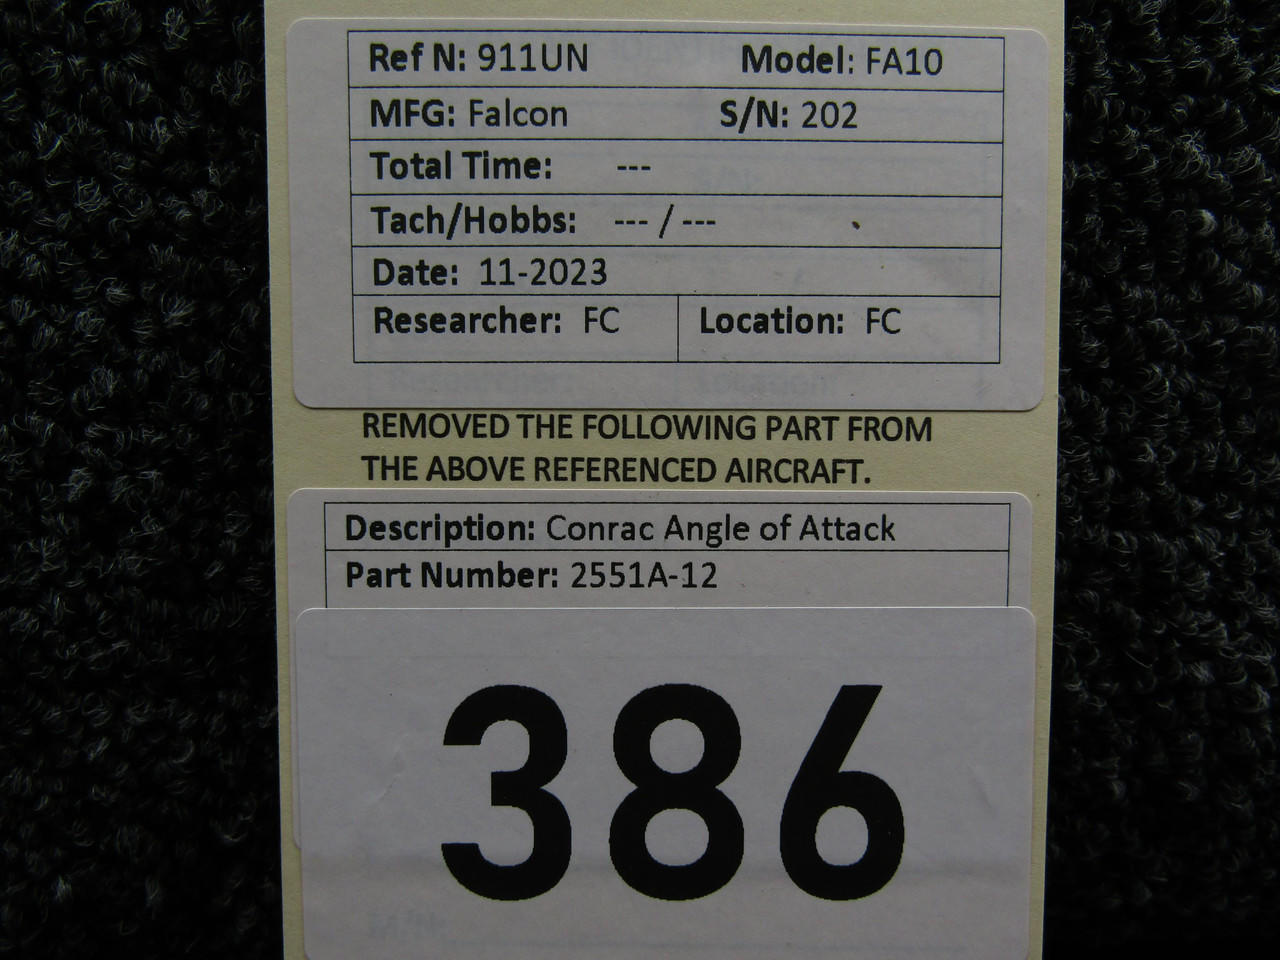 Ref N: 911UN Model: FA10
MFG: Falcon S/N: 202
Total Time: ---
Tach/Hobbs: --- / ---
Date: 11-2023
Researcher: FC Location: FC
REMOVED THE FOLLOWING PART FROM
THE ABOVE REFERENCED AIRCRAFT.
Description: Conrac Angle of Attack
Part Number: 2551A-12
386